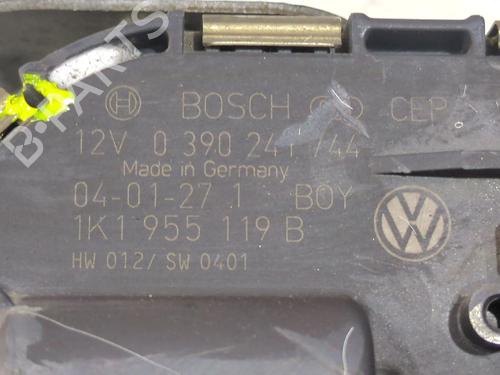 BOSCH CEP
12V 0 390 241 744
Made in Germany
04-01-27 1 BOY
1K1 955 119 B
HW 012/ SW 0401
B-PARTS